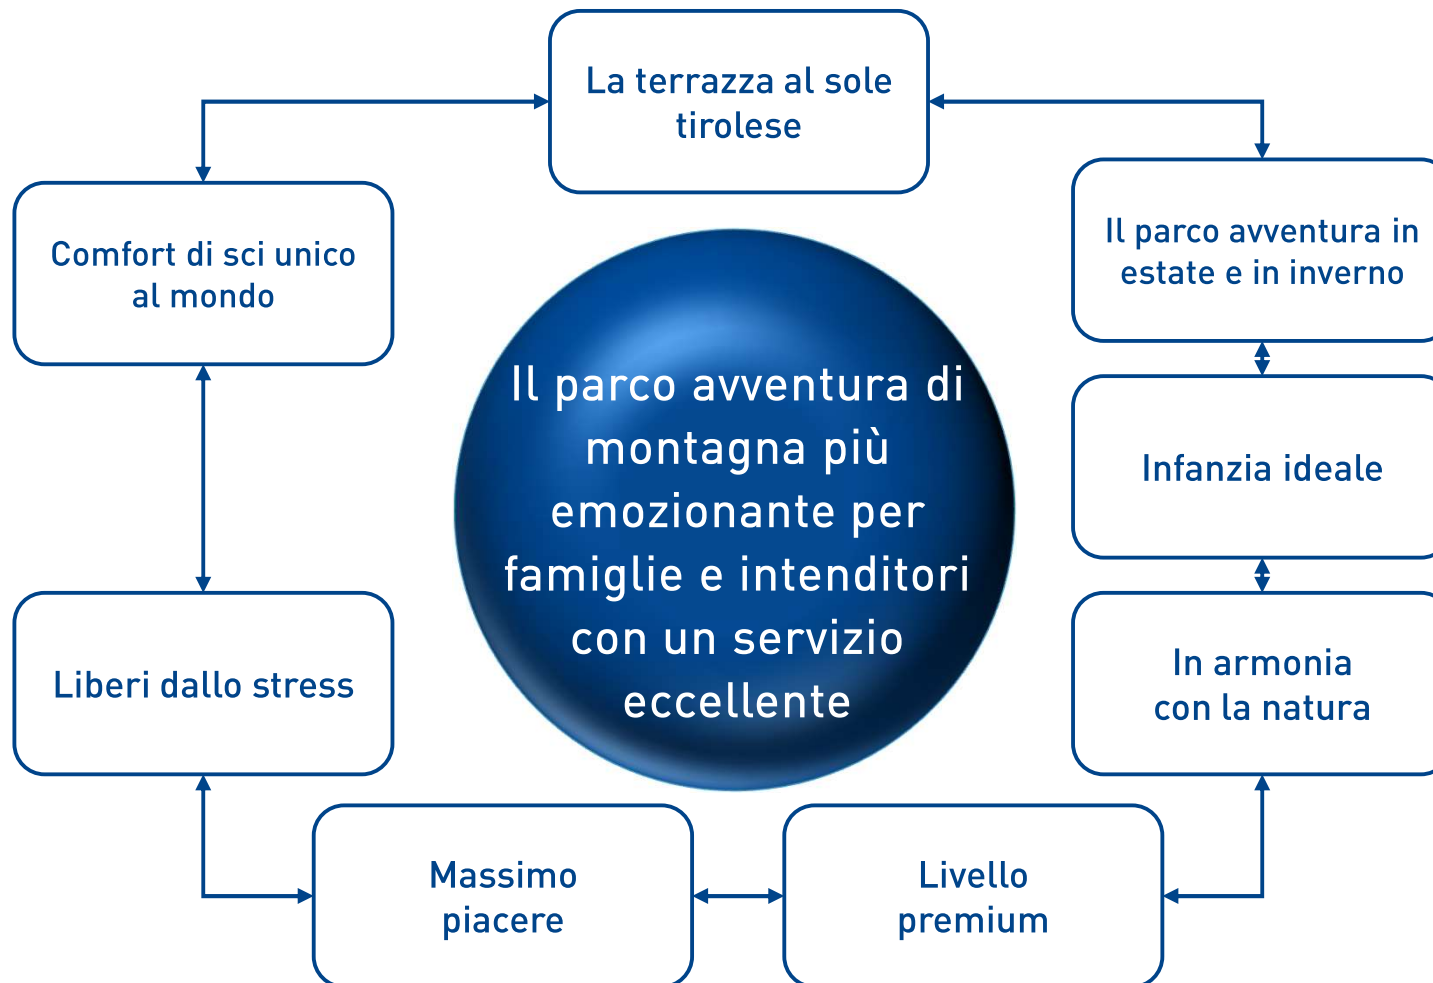 La terrazza al sole
tirolese
Comfort di sci unico
al mondo
Il parco avventura in
estate e in inverno
Il parco avventura di
montagna più
emozionante per
famiglie e intenditori
con un servizio
eccellente
Infanzia ideale
Liberi dallo stress
In armonia
con la natura
Massimo
piacere
Livello
premium